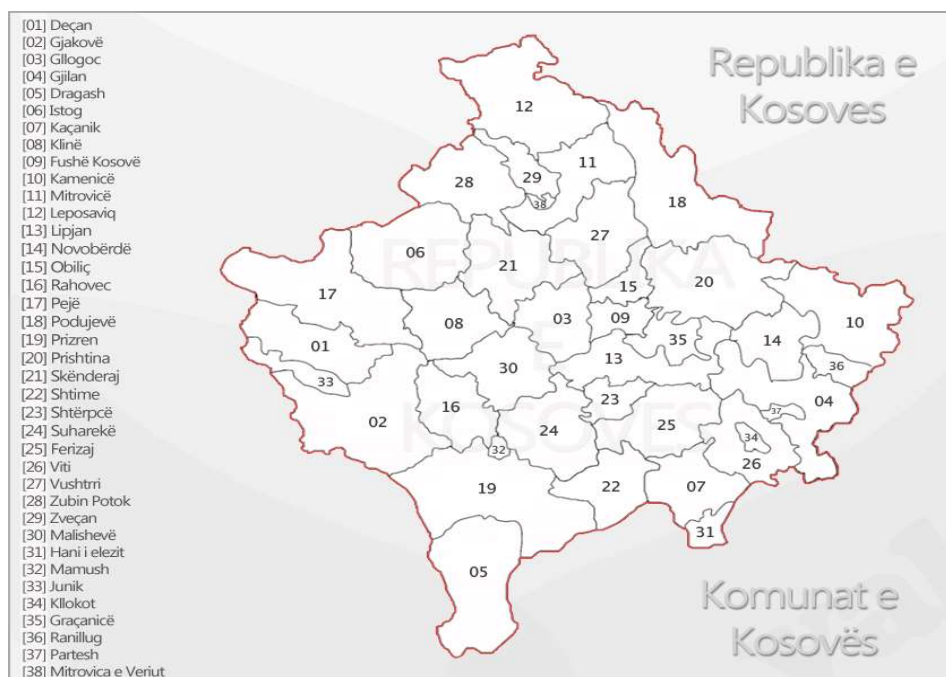 [01] Deçan
[02] Gjakovë
[03] Gllogoc
[04] Gjilan
[05] Dragash
[06] Istog
[07] Kaçanik
[08] Klinë
[09] Fushë Kosovë
[10] Kamenicë
[11] Mitrovicë
[12] Leposaviq
[13] Lipjan
[14] Novobërdë
[15] Obiliç
[16] Rahovec
[17] Pejë
[18] Podujevë
[19] Prizren
[20] Prishtina
[21] Skënderaj
[22] Shtime
[23] Shtërpcë
[24] Suharekë
[25] Ferizaj
[26] Viti
[27] Vushtrri
[28] Zubin Potok
[29] Zveçan
[30] Malishevë
[31] Hani i elezit
[32] Mamush
[33] Junik
[34] Kllokot
[35] Graçanicë
[36] Ranillug
[37] Partesh
[38] Mitrovica e Veriut
Republika e
Kosoves
12
11
29
28
38
18
27
06
21
20
15
17
08
03
09
10
35
14
01
13
30
36
33
23
04
16
02
24
25
37
34
32
26
19
22
07
31
05
REPUBLIKA
E
KOSOVES
Komunat e
Kosovës